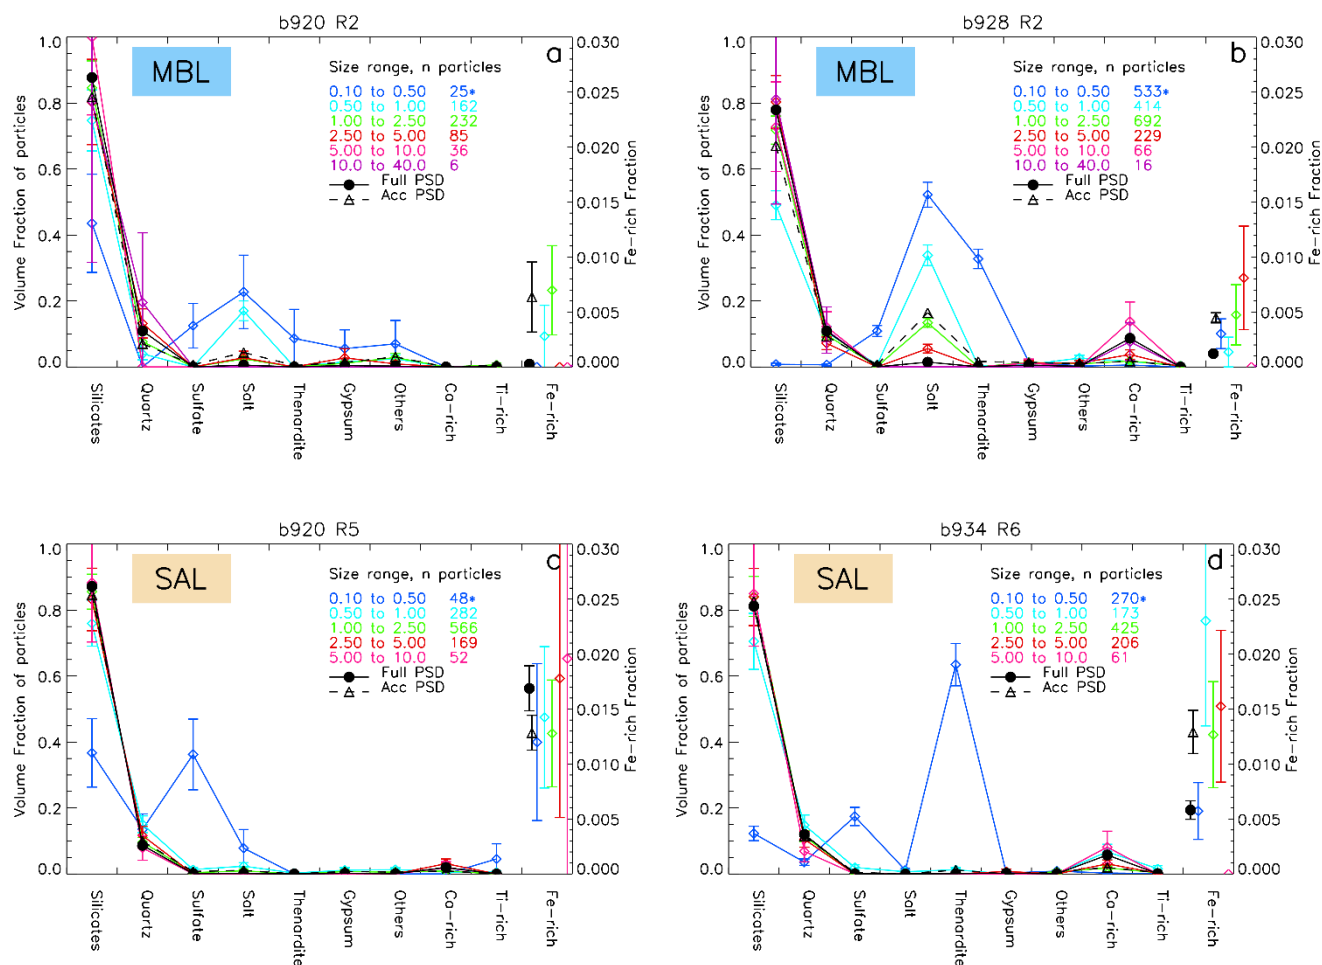 b920 R2
a
MBL
Size range, n particles
0.10 to 0.50 25*
0.50 to 1.00 162
1.00 to 2.50 232
2.50 to 5.00 85
5.00 to 10.0 36
10.0 to 40.0 6
Full PSD
Acc PSD
1.0
0.8
0.6
0.4
0.2
0.0
Volume Fraction of particles
0.030
0.025
0.020
0.015
0.010
0.005
0.000
Fe-rich Fraction
Silicates
Quartz
Sulfate
Salt
Thenardite
Gypsum
Others
Ca-rich
Ti-rich
Fe-rich
b928 R2
b
MBL
Size range, n particles
0.10 to 0.50 533*
0.50 to 1.00 414
1.00 to 2.50 692
2.50 to 5.00 229
5.00 to 10.0 66
10.0 to 40.0 16
Full PSD
Acc PSD
1.0
0.8
0.6
0.4
0.2
0.0
Volume Fraction of particles
0.030
0.025
0.020
0.015
0.010
0.005
0.000
Fe-rich Fraction
Silicates
Quartz
Sulfate
Salt
Thenardite
Gypsum
Others
Ca-rich
Ti-rich
Fe-rich
b920 R5
c
SAL
Size range, n particles
0.10 to 0.50 48*
0.50 to 1.00 282
1.00 to 2.50 566
2.50 to 5.00 169
5.00 to 10.0 52
Full PSD
Acc PSD
1.0
0.8
0.6
0.4
0.2
0.0
Volume Fraction of particles
0.030
0.025
0.020
0.015
0.010
0.005
0.000
Fe-rich Fraction
Silicates
Quartz
Sulfate
Salt
Thenardite
Gypsum
Others
Ca-rich
Ti-rich
Fe-rich
b934 R6
d
SAL
Size range, n particles
0.10 to 0.50 270*
0.50 to 1.00 173
1.00 to 2.50 425
2.50 to 5.00 206
5.00 to 10.0 61
Full PSD
Acc PSD
1.0
0.8
0.6
0.4
0.2
0.0
Volume Fraction of particles
0.030
0.025
0.020
0.015
0.010
0.005
0.000
Fe-rich Fraction
Silicates
Quartz
Sulfate
Salt
Thenardite
Gypsum
Others
Ca-rich
Ti-rich
Fe-rich